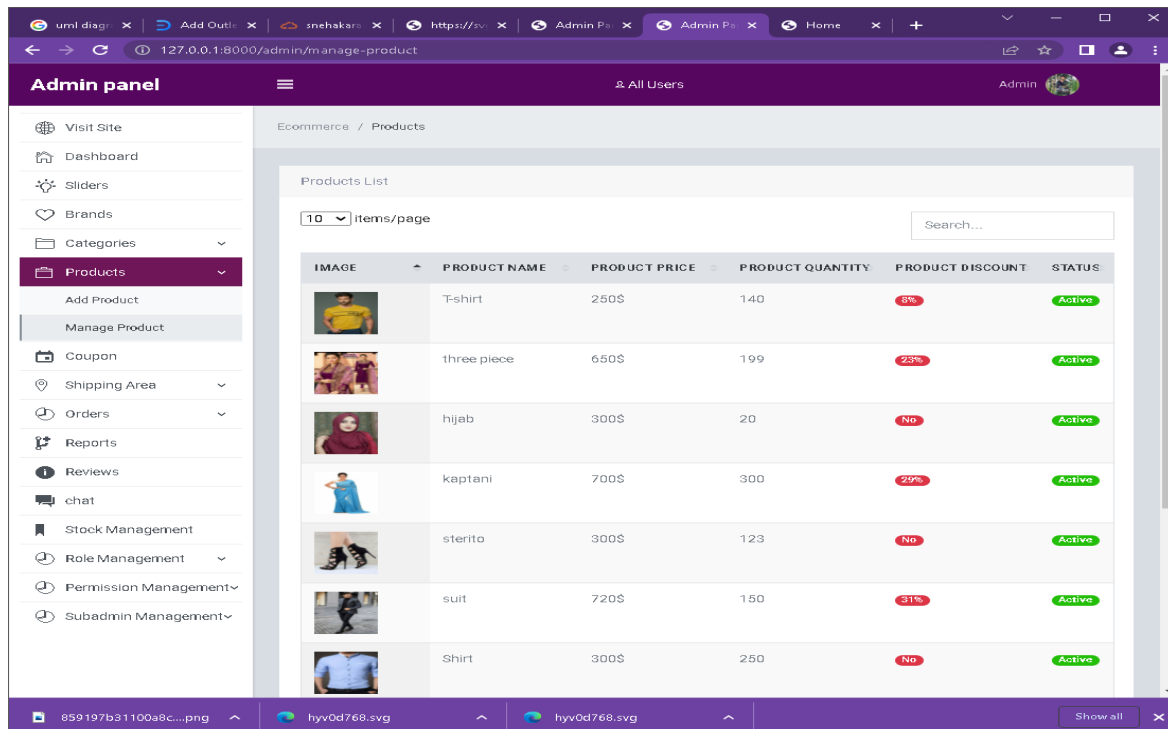 uml diagr
Add Outle
snehakara
https://sv
Admin Pa
Admin Pa
Home
127.0.0.1:8000/admin/manage-product
Admin panel
All Users
Admin
Visit Site
Dashboard
Sliders
Brands
Categories
Products
Add Product
Manage Product
Coupon
Shipping Area
Orders
Reports
Reviews
chat
Stock Management
Role Management
Permission Management
Subadmin Management
Ecommerce / Products
Products List
10 items/page
Search...
IMAGE PRODUCT NAME PRODUCT PRICE PRODUCT QUANTITY PRODUCT DISCOUNT STATUS
T-shirt 250$ 140 8% Active
three piece 650$ 199 23% Active
hijab 300$ 20 No Active
kaptani 700$ 300 29% Active
sterito 300$ 123 No Active
suit 720$ 150 31% Active
Shirt 300$ 250 No Active
859197b31100a8c....png
hyv0d768.svg
hyv0d768.svg
Show all